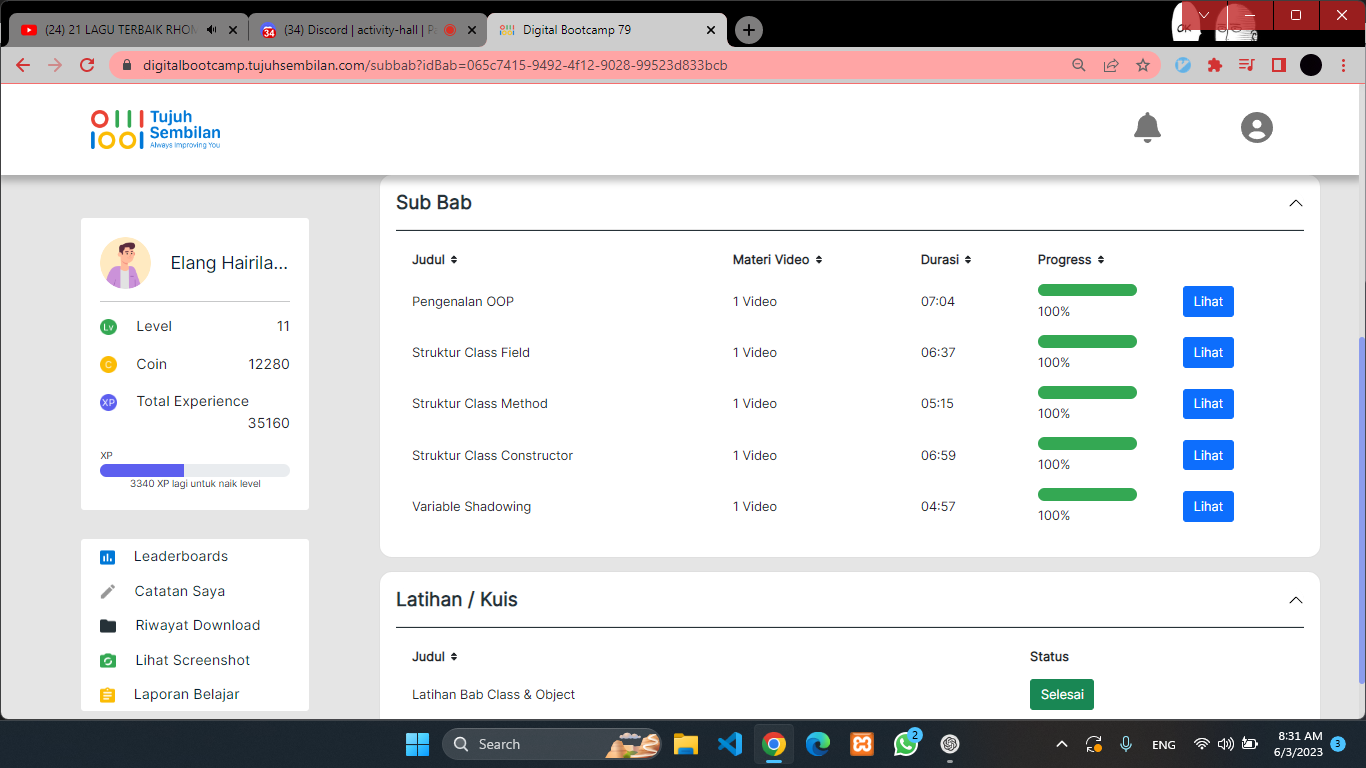 (24) 21 LAGU TERBAIK RHOM
(34) Discord | activity-hall | Pa
Digital Bootcamp 79
digitalbootcamp.tujuhsembilan.com/subbab?idBab=065c7415-9492-4f12-9028-99523d833bcb
Tujuh
Sembilan
Always Improving You
Elang Hairila...
Lv Level 11
C Coin 12280
XP Total Experience
35160
XP
3340 XP lagi untuk naik level
Leaderboards
Catatan Saya
Riwayat Download
Lihat Screenshot
Laporan Belajar
Sub Bab
Judul Materi Video Durasi Progress
Pengenalan OOP 1 Video 07:04 100% Lihat
Struktur Class Field 1 Video 06:37 100% Lihat
Struktur Class Method 1 Video 05:15 100% Lihat
Struktur Class Constructor 1 Video 06:59 100% Lihat
Variable Shadowing 1 Video 04:57 100% Lihat
Latihan / Kuis
Judul Status
Latihan Bab Class & Object Selesai
Search
2
ENG
8:31 AM
6/3/2023
3